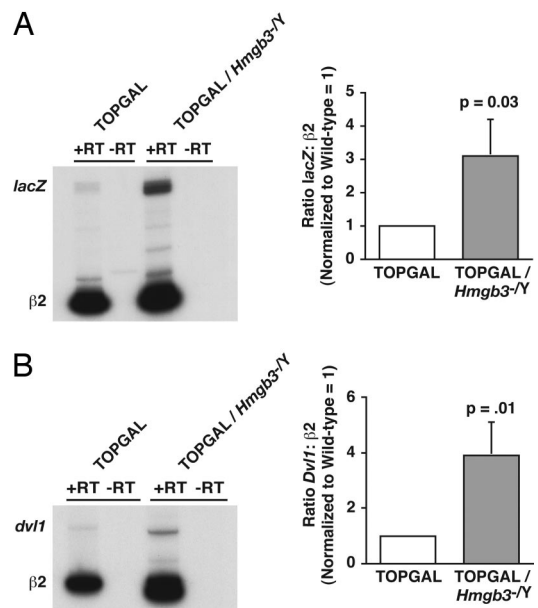 A
TOPGAL
TOPGAL / Hmgb3-/Y
+RT -RT +RT -RT
lacZ
β2
Ratio lacZ: β2
(Normalized to Wild-type = 1)
5
4
3
2
1
0
p = 0.03
TOPGAL
TOPGAL /
Hmgb3-/Y
B
TOPGAL
TOPGAL / Hmgb3-/Y
+RT -RT +RT -RT
dvl1
β2
Ratio Dvl1: β2
(Normalized to Wild-type = 1)
6
4
2
0
p = .01
TOPGAL
TOPGAL /
Hmgb3-/Y